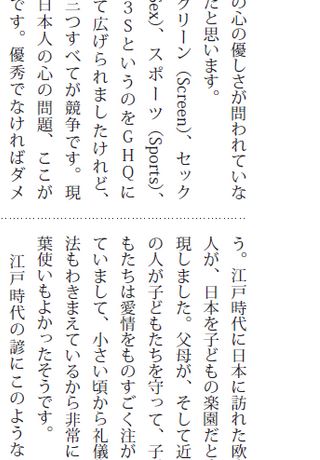 の心の優しさが問われていな
たと思います。
クリーン（Screen）、セック
ex）、スポーツ（Sports）、
3SというのをGHQに
て広げられましたけれど、
三つすべてが競争です。現
日本人の心の問題、ここが
です。優秀でなければダメ
う。江戸時代に日本に訪れた欧
人が、日本を子どもの楽園だと
現しました。父母が、そして近
の人が子どもたちを守って、子
もたちは愛情をものすごく注が
ていまして、小さい頃から礼儀
法もわきまえているから非常に
葉使いもよかったそうです。
江戸時代の諺にこのような